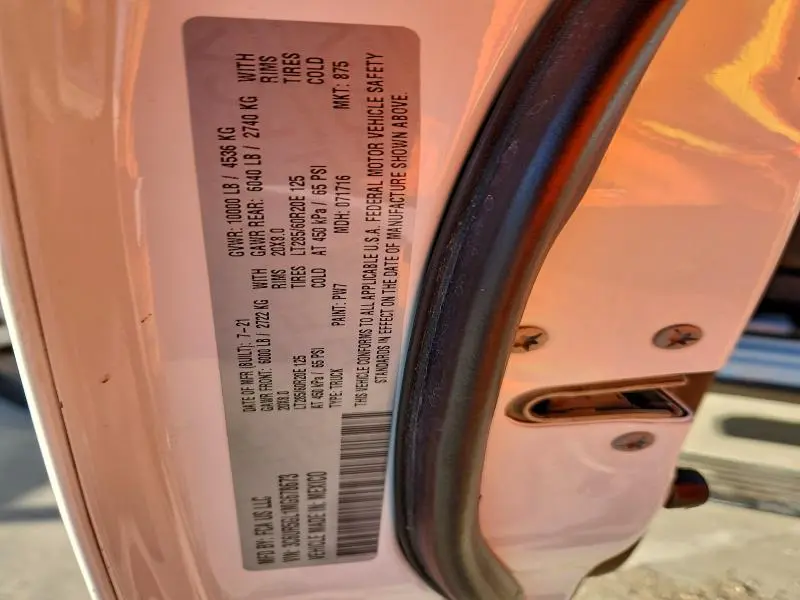 MFD BY: FCA US LLC
DATE OF MFR (BUILT): 7-21
GVWR: 10000 LB / 4536 KG
GAWR FRONT: 6000 LB / 2722 KG WITH
20X8.0 RIMS
LT285/60R20E 125 TIRES
AT 450 kPa / 65 PSI COLD
GAWR REAR: 6040 LB / 2740 KG WITH
20X8.0 RIMS
LT285/60R20E 125 TIRES
AT 450 kPa / 65 PSI COLD
VEHICLE MADE IN: MEXICO
TYPE: TRUCK
PAINT: PW7
MDH: 071716
MKT: 875
THIS VEHICLE CONFORMS TO ALL APPLICABLE U.S.A. FEDERAL MOTOR VEHICLE SAFETY
STANDARDS IN EFFECT ON THE DATE OF MANUFACTURE SHOWN ABOVE.
VIN: